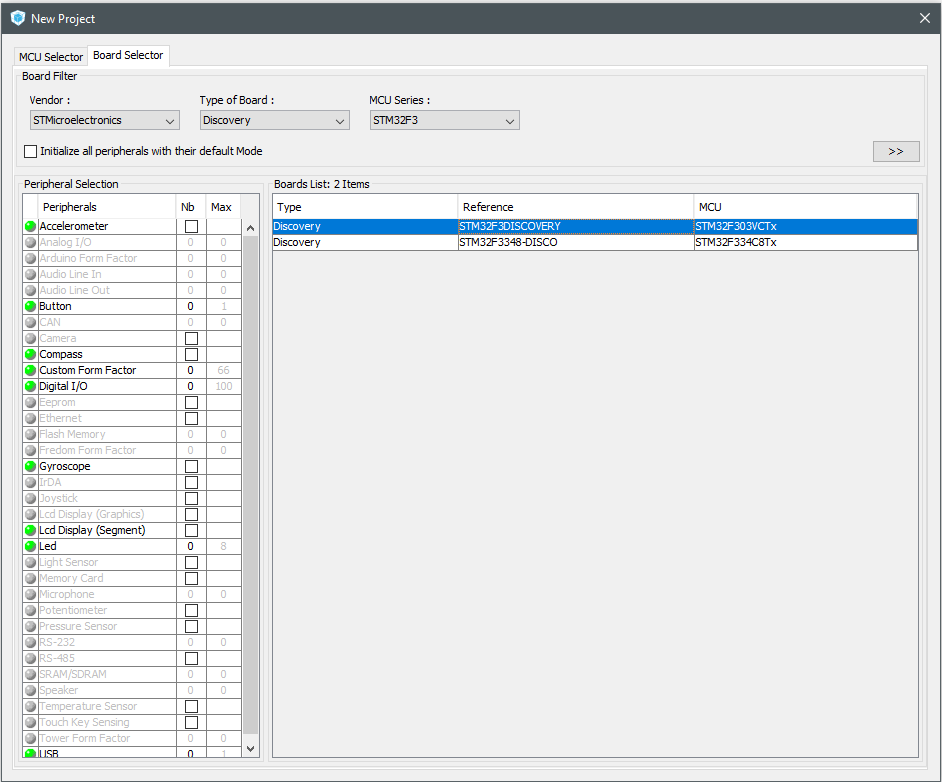 New Project
MCU Selector Board Selector
Board Filter
Vendor : Type of Board : MCU Series :
STMicroelectronics Discovery STM32F3
Initialize all peripherals with their default Mode >>
Peripheral Selection Boards List: 2 Items
Peripherals Nb Max Type Reference MCU
Accelerometer Discovery STM32F3DISCOVERY STM32F303VCTx
Analog I/O 0 0 Discovery STM32F3348-DISCO STM32F334C8Tx
Arduino Form Factor 0 0
Audio Line In 0 0
Audio Line Out 0 0
Button 0 1
CAN 0 0
Camera
Compass
Custom Form Factor 0 66
Digital I/O 0 100
Eeprom
Ethernet
Flash Memory 0 0
Fredom Form Factor 0 0
Gyroscope
IrDA
Joystick
Lcd Display (Graphics)
Lcd Display (Segment)
Led 0 8
Light Sensor
Memory Card
Microphone 0 0
Potentiometer
Pressure Sensor
RS-232 0 0
RS-485
SRAM/SDRAM 0 0
Speaker 0 0
Temperature Sensor
Touch Key Sensing
Tower Form Factor 0 0
USB 0 1